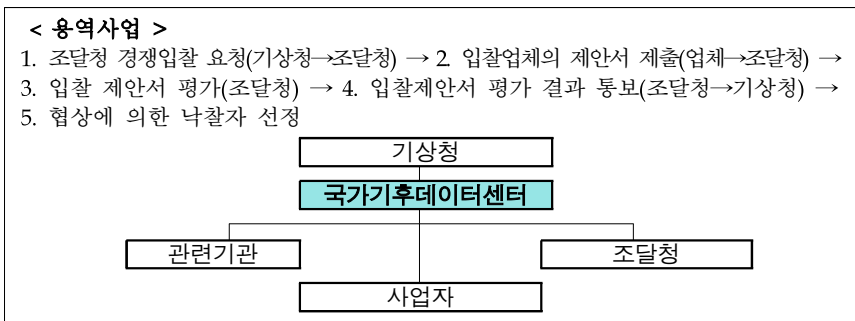 < 용역사업 >
1. 조달청 경쟁입찰 요청(기상청→조달청) → 2. 입찰업체의 제안서 제출(업체→조달청) →
3. 입찰 제안서 평가(조달청) → 4. 입찰제안서 평가 결과 통보(조달청→기상청) →
5. 협상에 의한 낙찰자 선정
기상청
국가기후데이터센터
관련기관
조달청
사업자